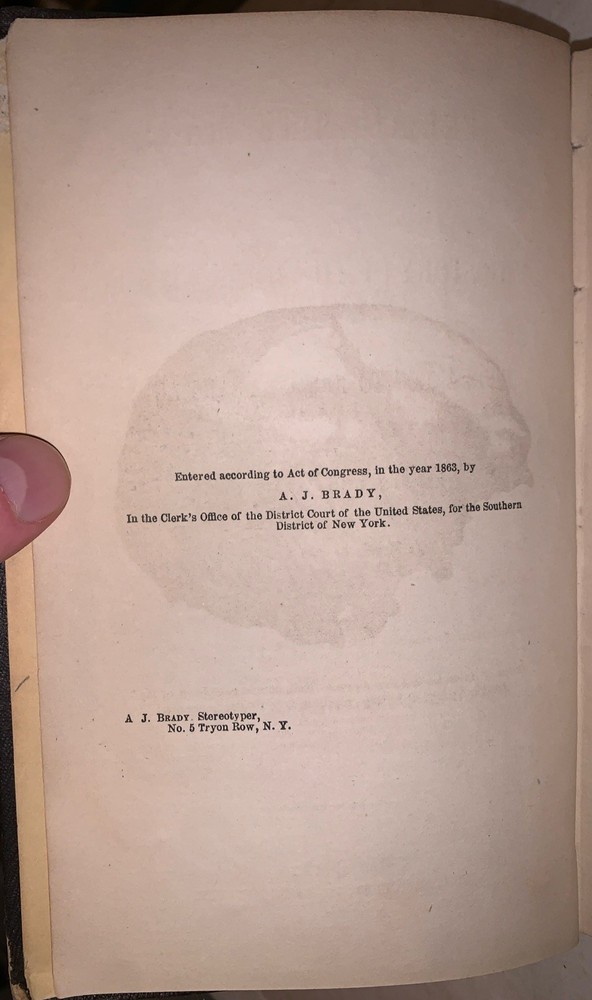 Entered according to Act of Congress, in the year 1863, by
A. J. BRADY,
In the Clerk's Office of the District Court of the United States, for the Southern
District of New York.
A J. BRADY. Stereotyper,
No. 5 Tryon Row, N. Y.